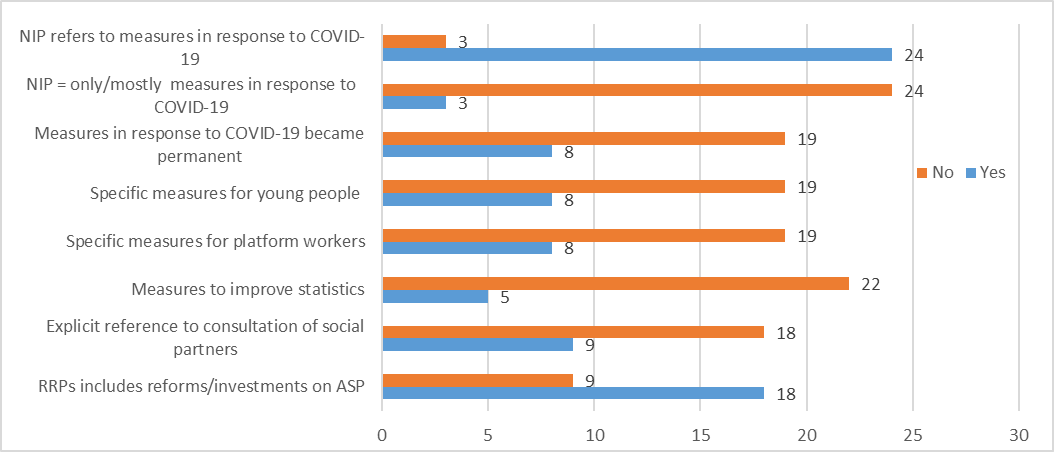 NIP refers to measures in response to COVID-
19
3
24
NIP = only/mostly  measures in response to
COVID-19
24
3
Measures in response to COVID-19 became
permanent
19
8
Specific measures for young people
19
8
Specific measures for platform workers
19
8
Measures to improve statistics
22
5
Explicit reference to consultation of social
partners
18
9
RRPs includes reforms/investments on ASP
9
18
No Yes
0 5 10 15 20 25 30